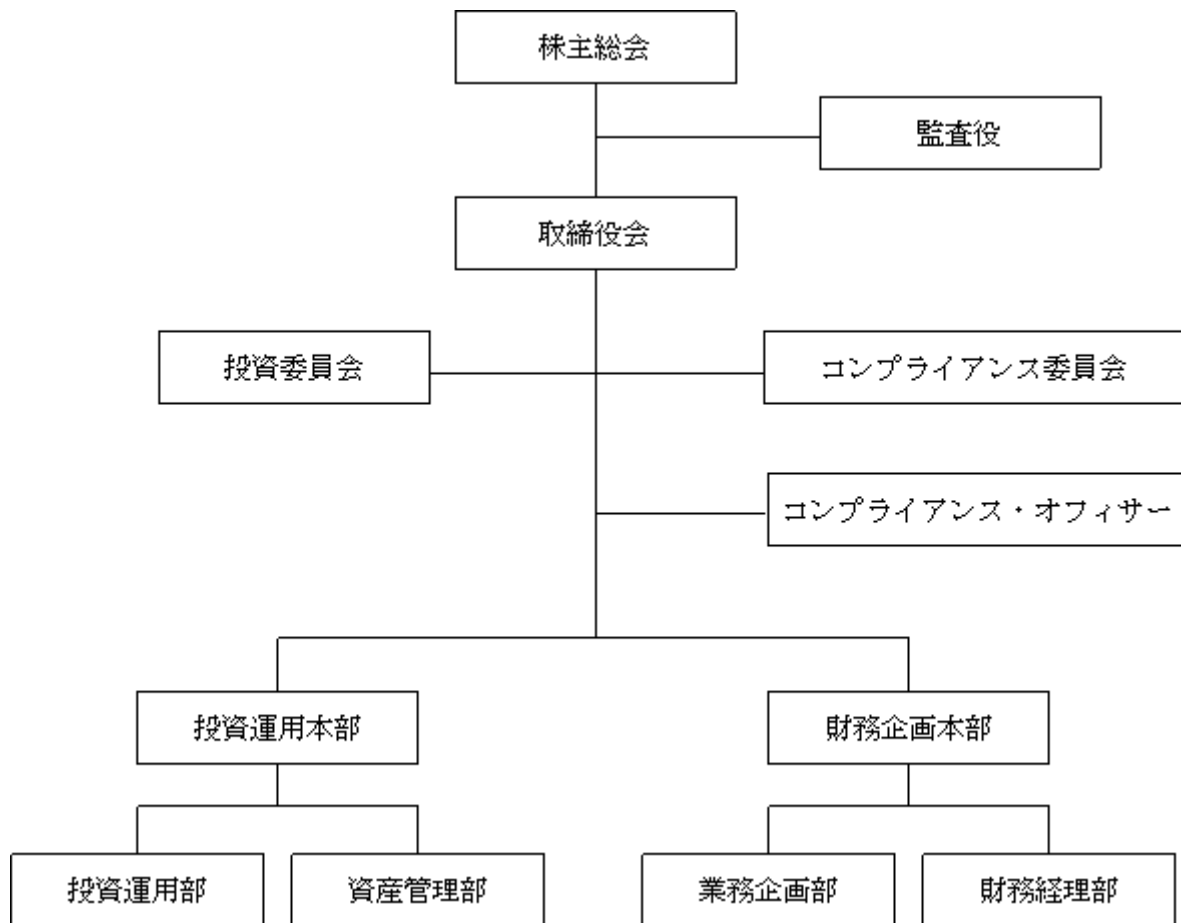 株主総会
監査役
取締役会
投資委員会
コンプライアンス委員会
コンプライアンス・オフィサー
投資運用本部
財務企画本部
投資運用部
資産管理部
業務企画部
財務経理部